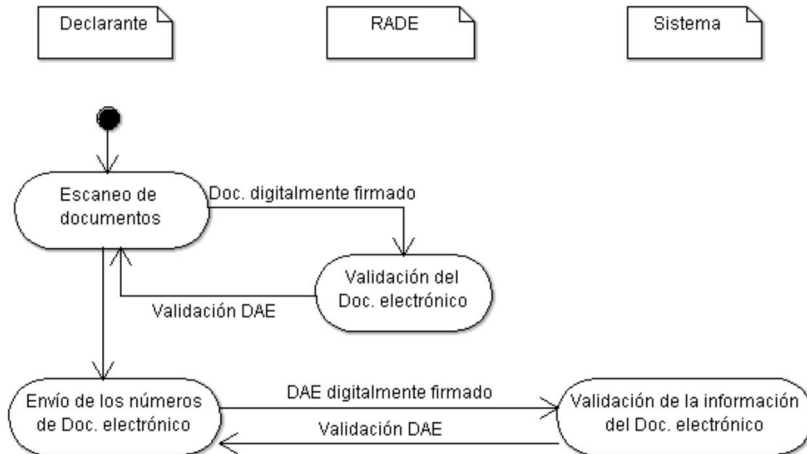 Declarante
RADE
Sistema
Escaneo de
documentos
Doc. digitalmente firmado
Validación del
Doc. electrónico
Validación DAE
Envío de los números
de Doc. electrónico
DAE digitalmente firmado
Validación DAE
Validación de la información
del Doc. electrónico